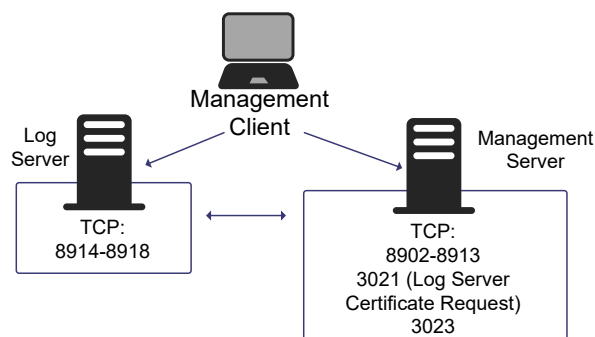 Management
Client
Log
Server
Management
Server
TCP:
8914-8918
TCP:
8902-8913
3021 (Log Server
Certificate Request)
3023